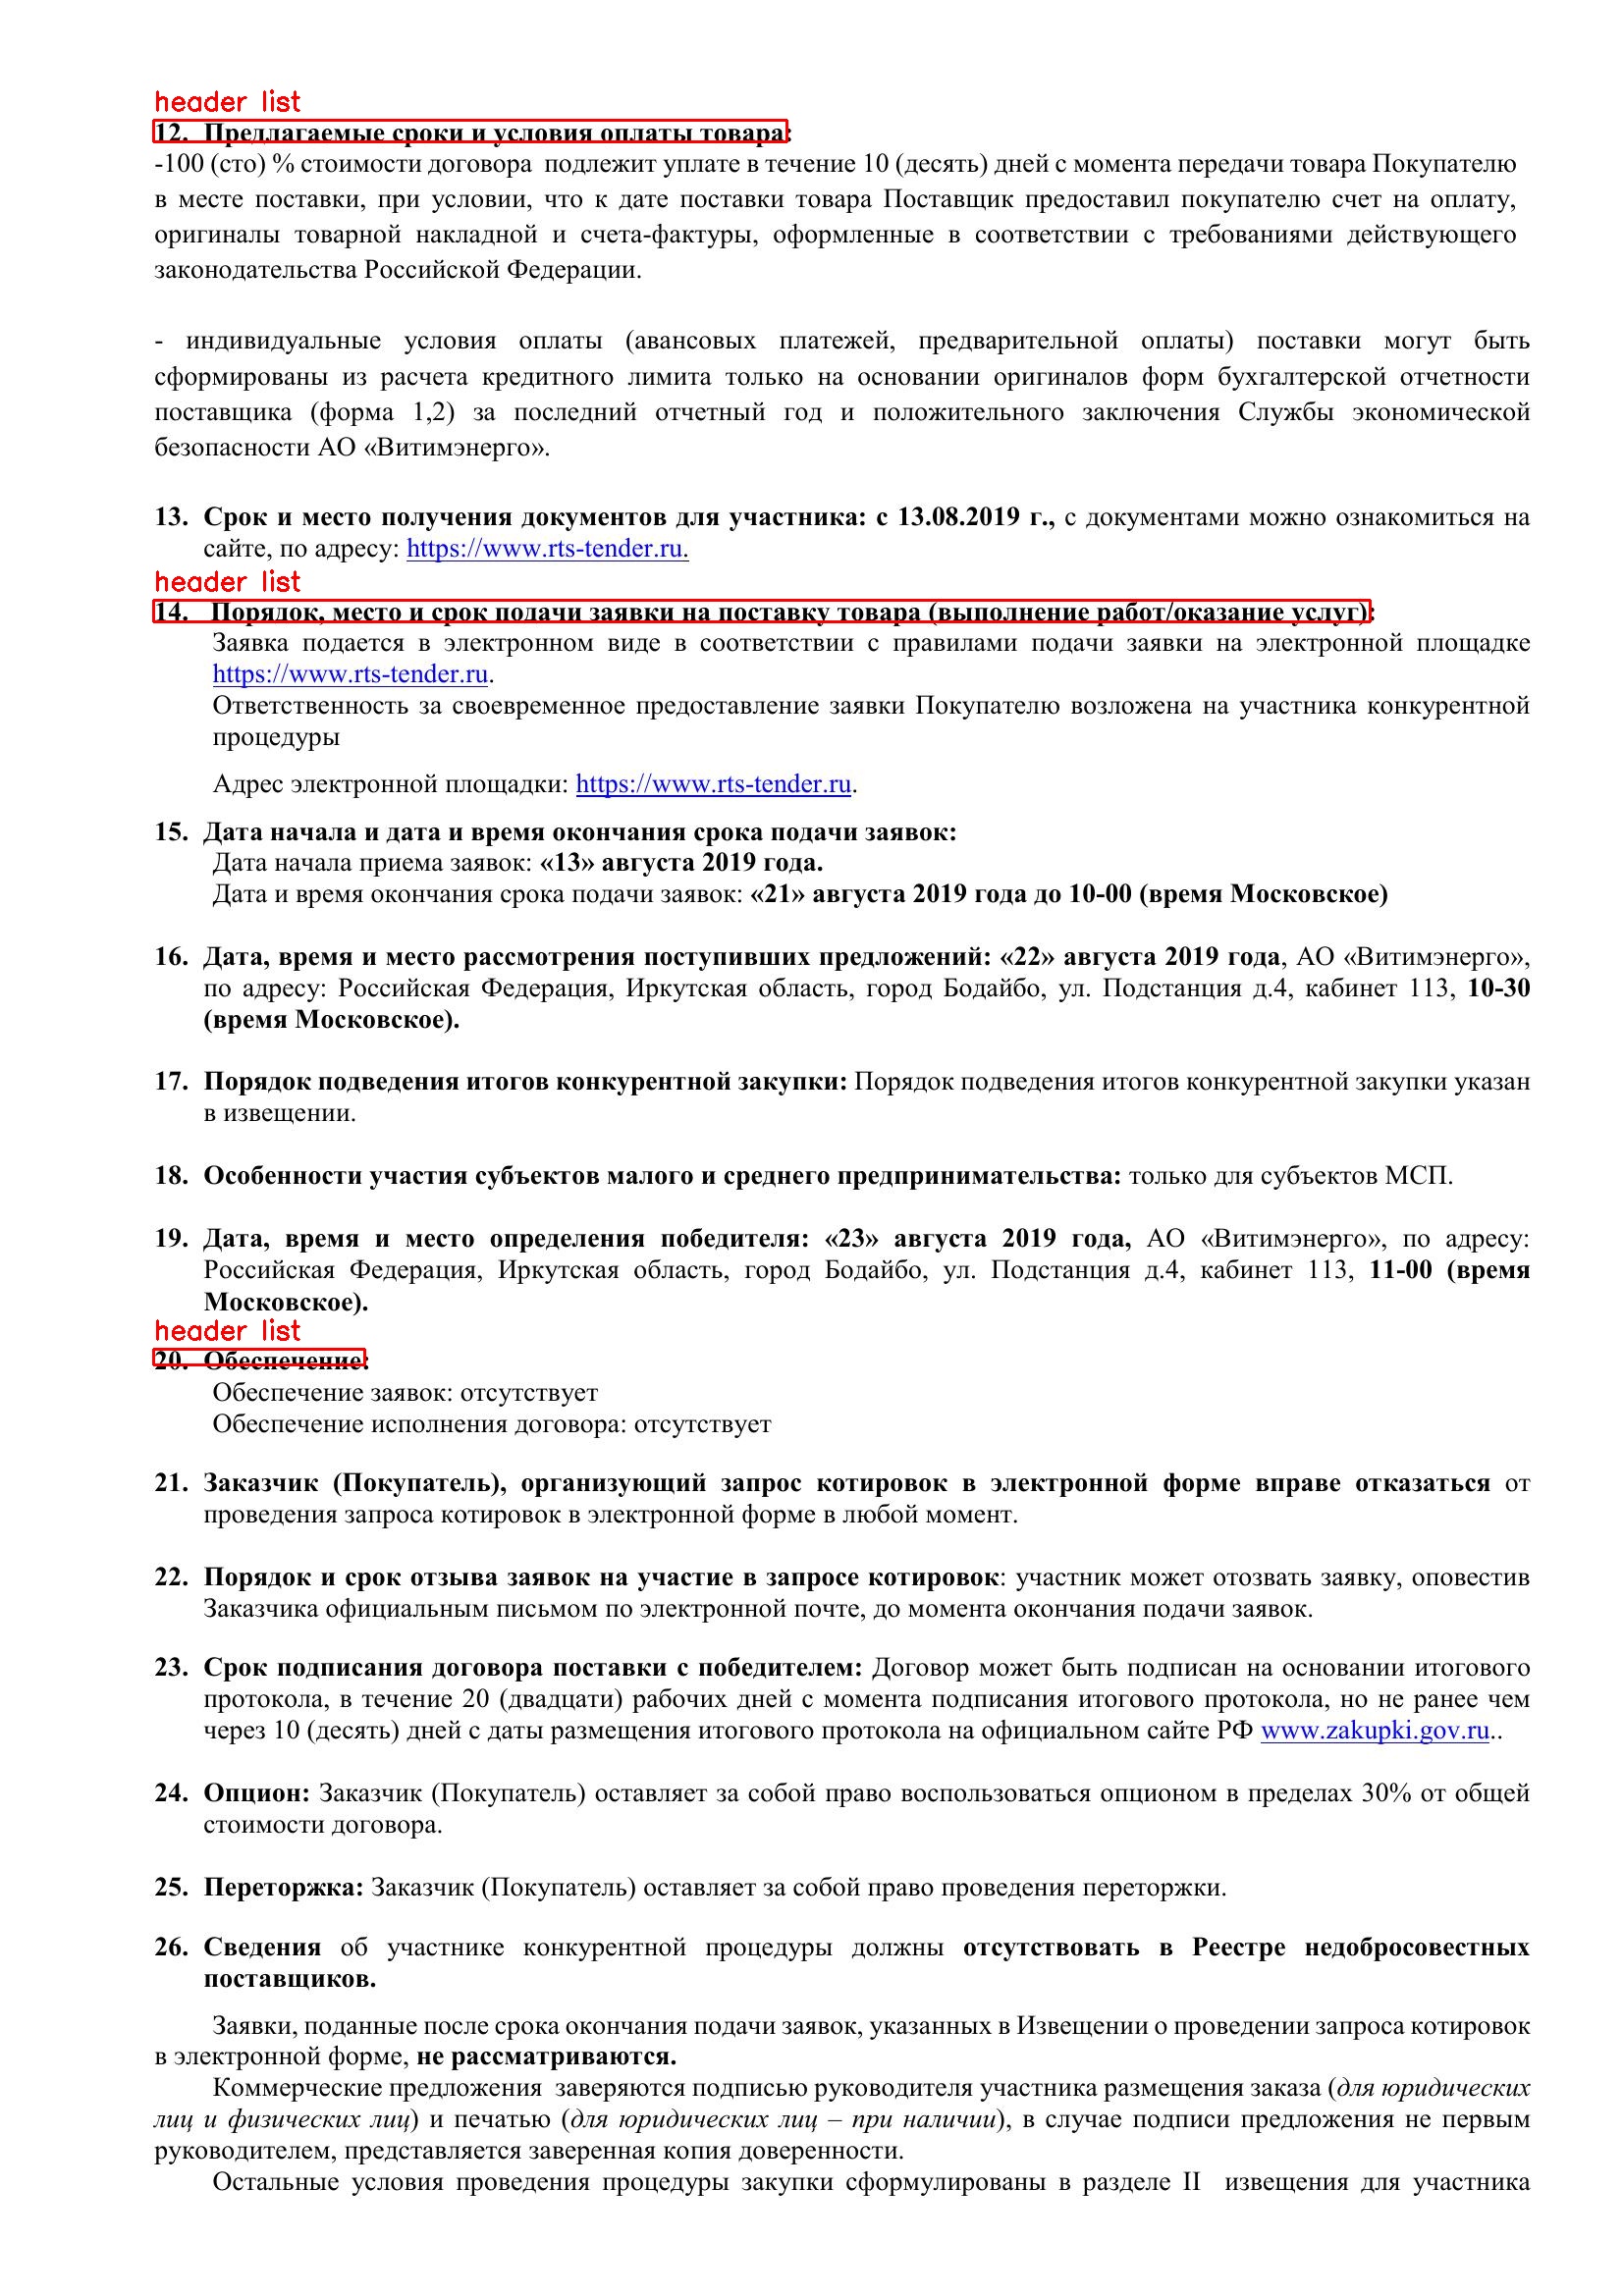 header list
12. Предлагаемые сроки и условия оплаты товара:
-100 (сто) % стоимости договора  подлежит уплате в течение 10 (десять) дней с момента передачи товара Покупателю
в месте поставки, при условии, что к дате поставки товара Поставщик предоставил покупателю счет на оплату,
оригиналы товарной накладной и счета-фактуры, оформленные в соответствии с требованиями действующего
законодательства Российской Федерации.
- индивидуальные условия оплаты (авансовых платежей, предварительной оплаты) поставки могут быть
сформированы из расчета кредитного лимита только на основании оригиналов форм бухгалтерской отчетности
поставщика (форма 1,2) за последний отчетный год и положительного заключения Службы экономической
безопасности АО «Витимэнерго».
13. Срок и место получения документов для участника: с 13.08.2019 г., с документами можно ознакомиться на
сайте, по адресу: https://www.rts-tender.ru.
header list
14. Порядок, место и срок подачи заявки на поставку товара (выполнение работ/оказание услуг):
Заявка подается в электронном виде в соответствии с правилами подачи заявки на электронной площадке
https://www.rts-tender.ru.
Ответственность за своевременное предоставление заявки Покупателю возложена на участника конкурентной
процедуры
Адрес электронной площадки: https://www.rts-tender.ru.
15. Дата начала и дата и время окончания срока подачи заявок:
Дата начала приема заявок: «13» августа 2019 года.
Дата и время окончания срока подачи заявок: «21» августа 2019 года до 10-00 (время Московское)
16. Дата, время и место рассмотрения поступивших предложений: «22» августа 2019 года, АО «Витимэнерго»,
по адресу: Российская Федерация, Иркутская область, город Бодайбо, ул. Подстанция д.4, кабинет 113, 10-30
(время Московское).
17. Порядок подведения итогов конкурентной закупки: Порядок подведения итогов конкурентной закупки указан
в извещении.
18. Особенности участия субъектов малого и среднего предпринимательства: только для субъектов МСП.
19. Дата, время и место определения победителя: «23» августа 2019 года, АО «Витимэнерго», по адресу:
Российская Федерация, Иркутская область, город Бодайбо, ул. Подстанция д.4, кабинет 113, 11-00 (время
Московское).
header list
20. Обеспечение:
Обеспечение заявок: отсутствует
Обеспечение исполнения договора: отсутствует
21. Заказчик (Покупатель), организующий запрос котировок в электронной форме вправе отказаться от
проведения запроса котировок в электронной форме в любой момент.
22. Порядок и срок отзыва заявок на участие в запросе котировок: участник может отозвать заявку, оповестив
Заказчика официальным письмом по электронной почте, до момента окончания подачи заявок.
23. Срок подписания договора поставки с победителем: Договор может быть подписан на основании итогового
протокола, в течение 20 (двадцати) рабочих дней с момента подписания итогового протокола, но не ранее чем
через 10 (десять) дней с даты размещения итогового протокола на официальном сайте РФ www.zakupki.gov.ru..
24. Опцион: Заказчик (Покупатель) оставляет за собой право воспользоваться опционом в пределах 30% от общей
стоимости договора.
25. Переторжка: Заказчик (Покупатель) оставляет за собой право проведения переторжки.
26. Сведения об участнике конкурентной процедуры должны отсутствовать в Реестре недобросовестных
поставщиков.
Заявки, поданные после срока окончания подачи заявок, указанных в Извещении о проведении запроса котировок
в электронной форме, не рассматриваются.
Коммерческие предложения  заверяются подписью руководителя участника размещения заказа (для юридических
лиц и физических лиц) и печатью (для юридических лиц – при наличии), в случае подписи предложения не первым
руководителем, представляется заверенная копия доверенности.
Остальные условия проведения процедуры закупки сформулированы в разделе II  извещения для участника